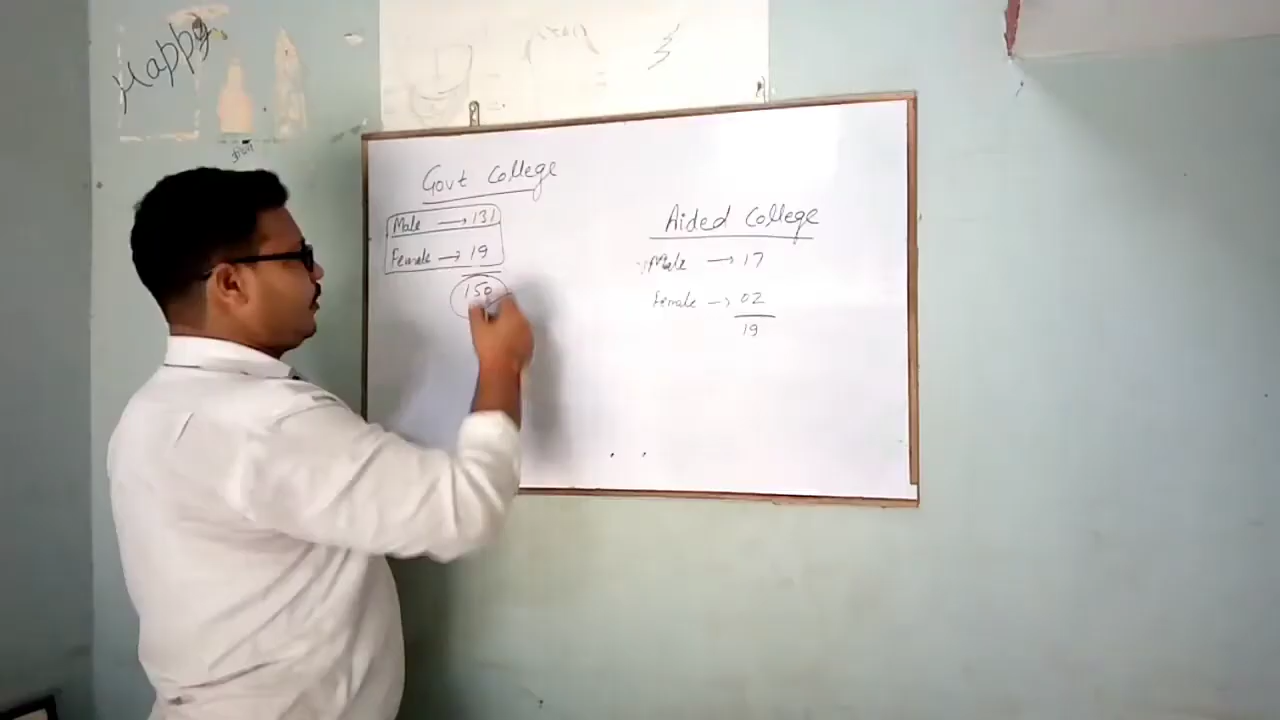 Happy
Govt College
Male → 131
Female → 19
150
Aided College
Male → 17
Female → 02
19